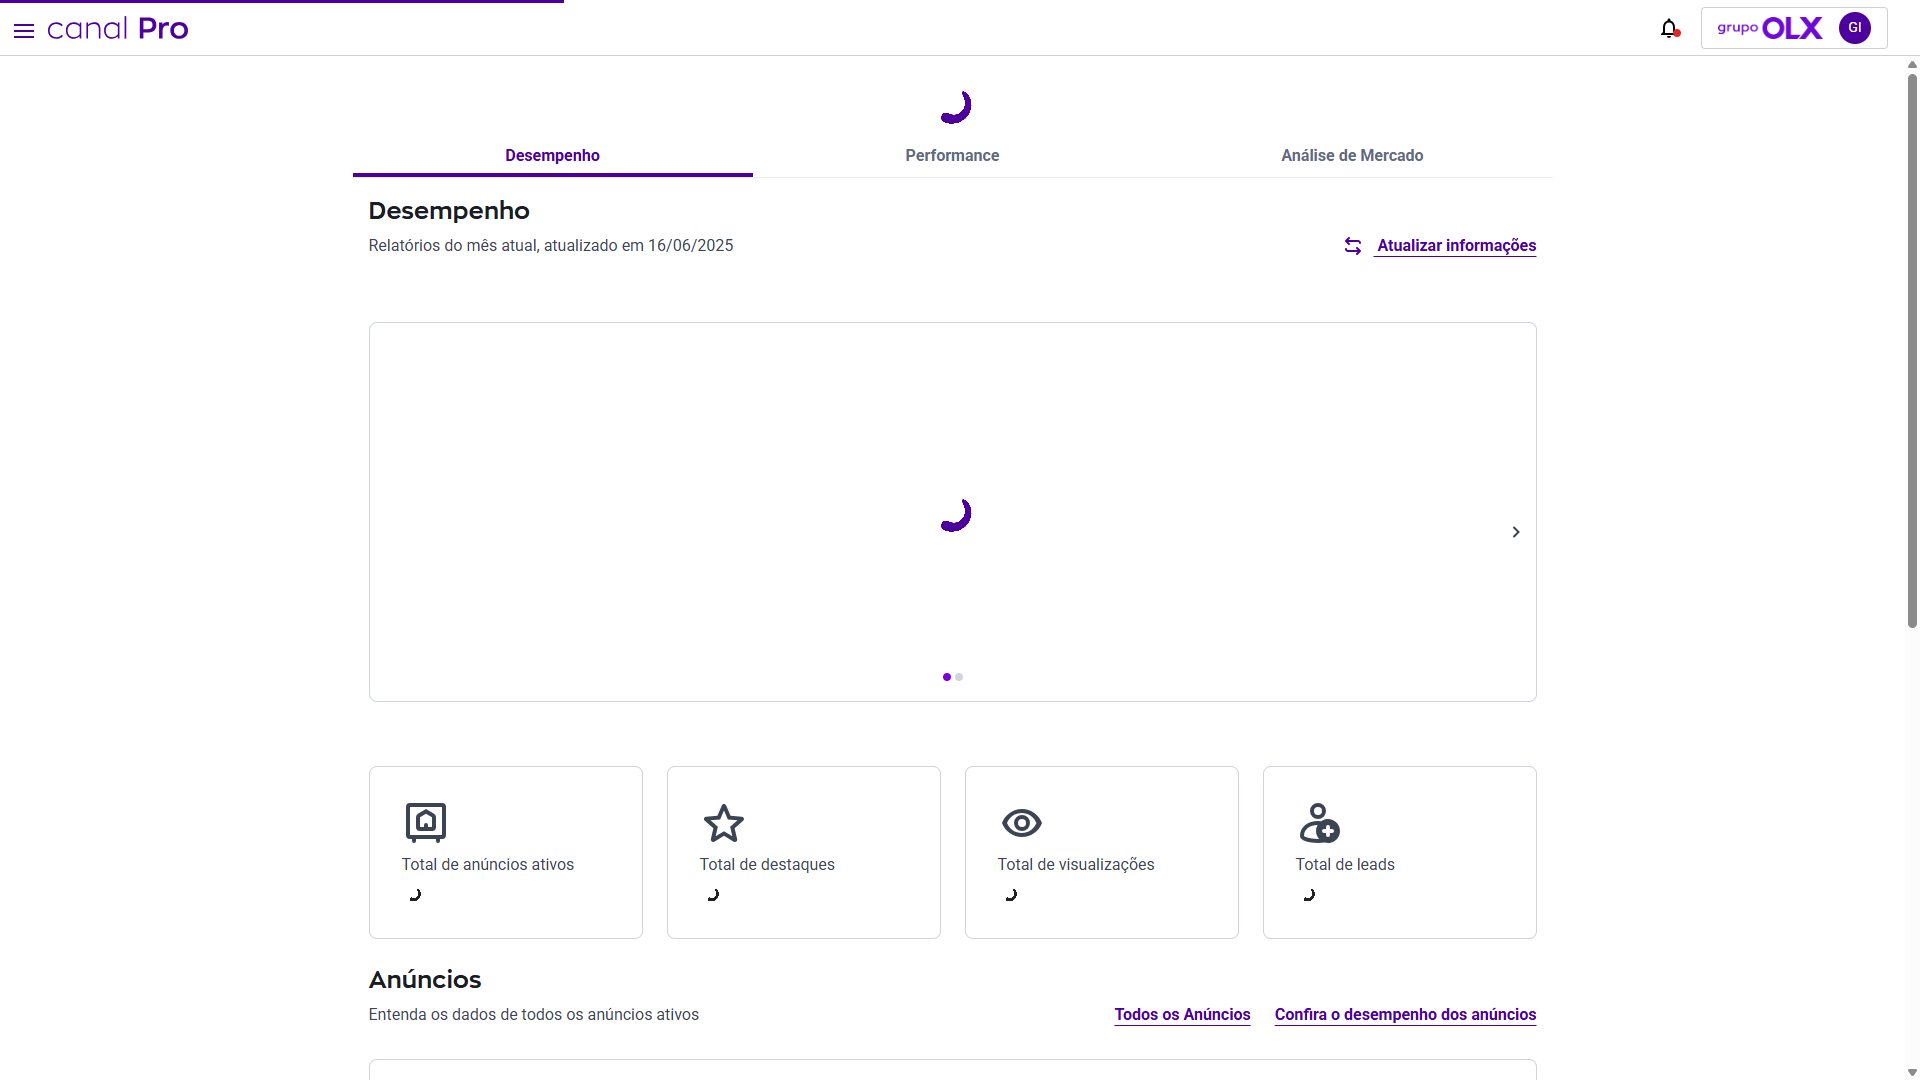 canal Pro
grupo OLX
GI
Desempenho
Performance
Análise de Mercado
Desempenho
Relatórios do mês atual, atualizado em 16/06/2025
Atualizar informações
Total de anúncios ativos
Total de destaques
Total de visualizações
Total de leads
Anúncios
Entenda os dados de todos os anúncios ativos
Todos os Anúncios
Confira o desempenho dos anúncios